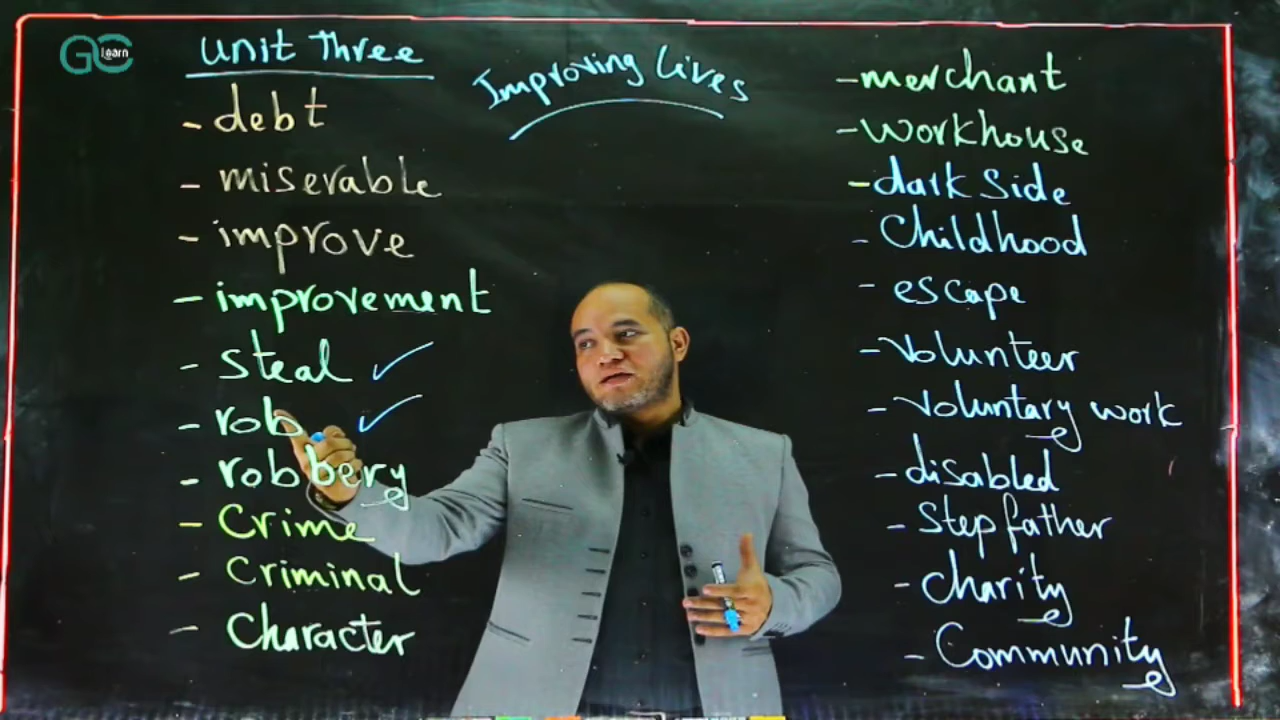 GC Learn
Unit Three
Improving Lives
- debt
- miserable
- improve
- improvement
- steal ✓
- rob ✓
- robbery
- Crime
- Criminal
- Character
- merchant
- workhouse
- dark side
- Childhood
- escape
- Volunteer
- voluntary work
- disabled
- Step father
- Charity
- Community